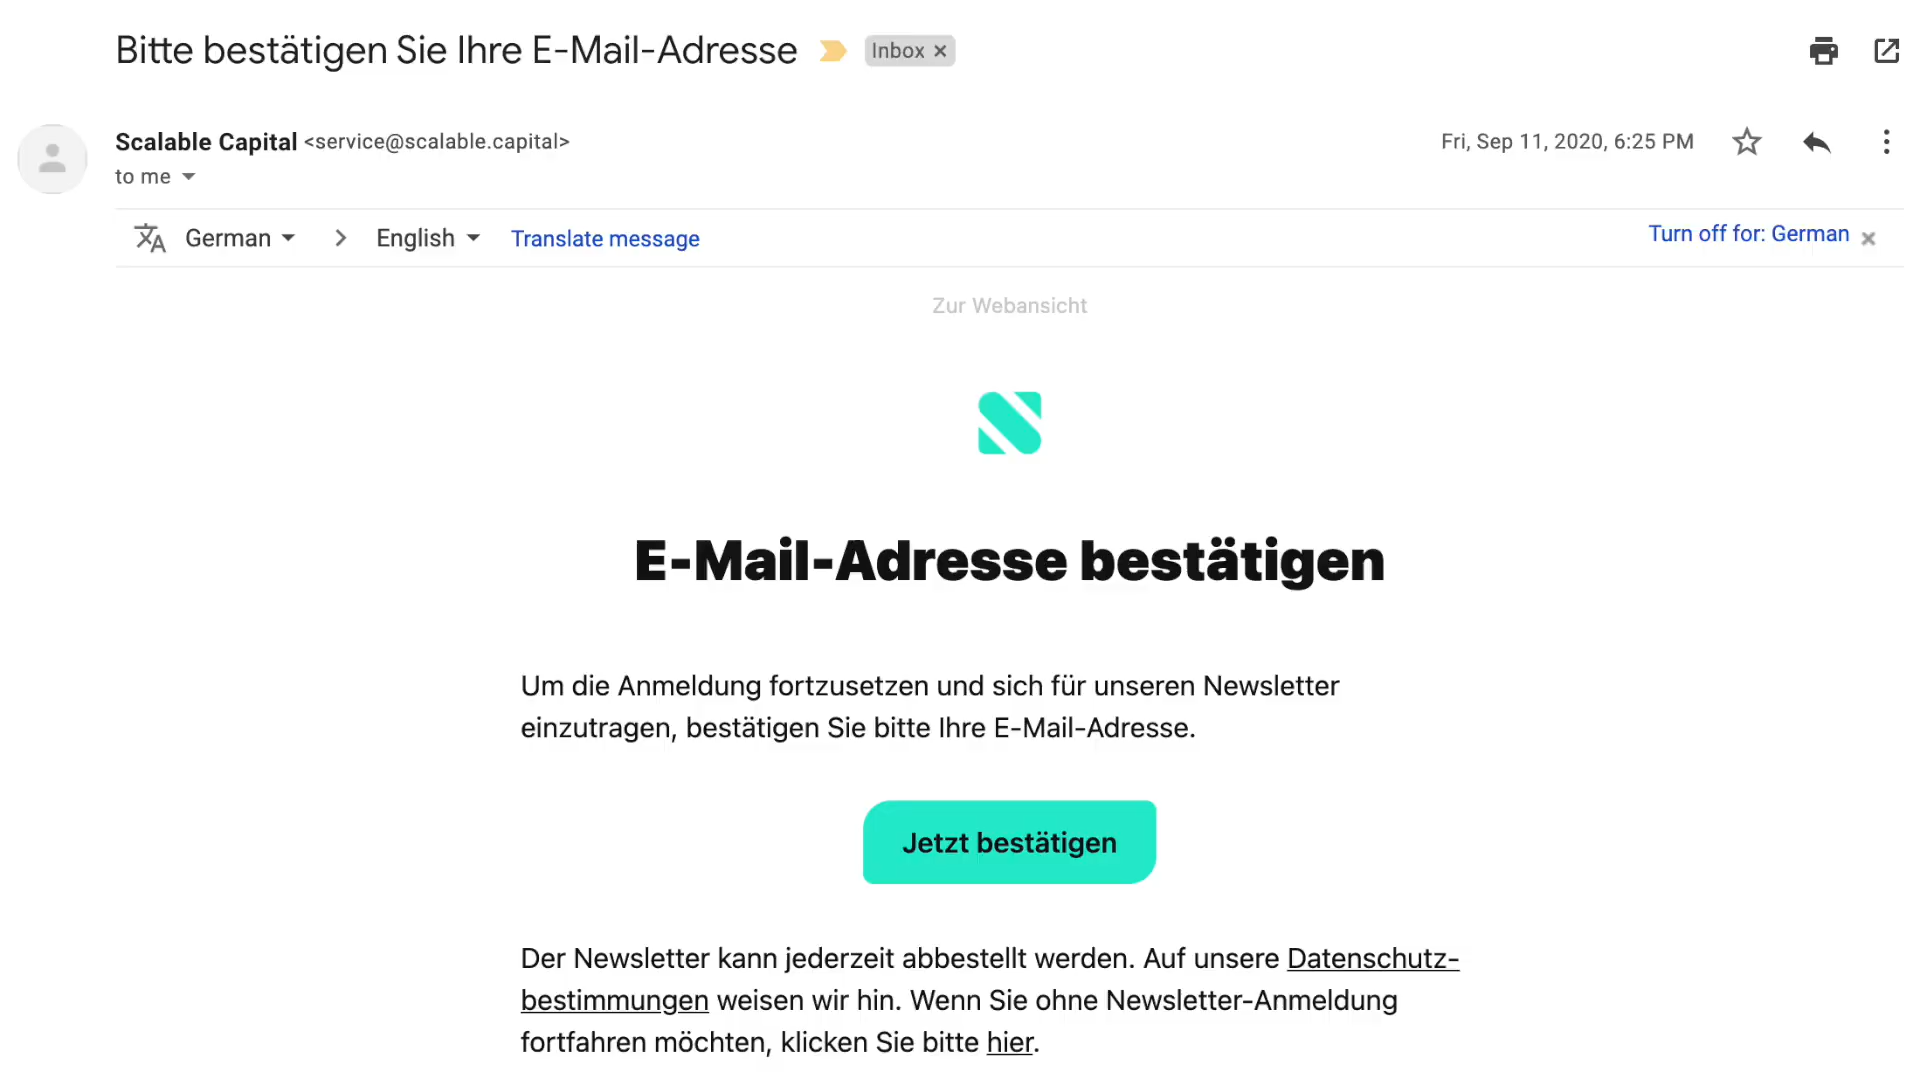 Bitte bestätigen Sie Ihre E-Mail-Adresse Inbox ×
Scalable Capital <service@scalable.capital> Fri, Sep 11, 2020, 6:25 PM
to me
German > English Translate message Turn off for: German ×
Zur Webansicht
E-Mail-Adresse bestätigen
Um die Anmeldung fortzusetzen und sich für unseren Newsletter
einzutragen, bestätigen Sie bitte Ihre E-Mail-Adresse.
Jetzt bestätigen
Der Newsletter kann jederzeit abbestellt werden. Auf unsere Datenschutz-
bestimmungen weisen wir hin. Wenn Sie ohne Newsletter-Anmeldung
fortfahren möchten, klicken Sie bitte hier.